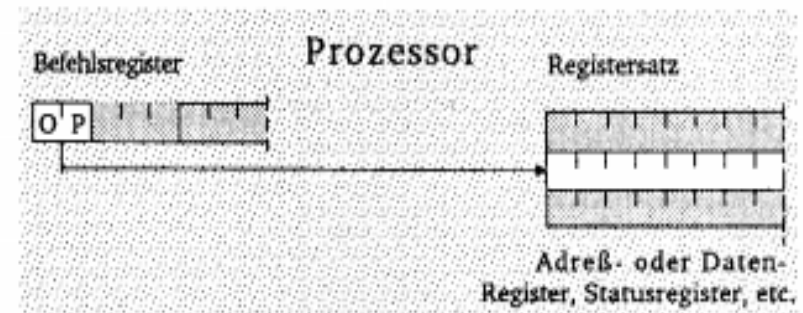 Prozessor
Befehlsregister
Registersatz
O P
Adreß- oder Daten-
Register, Statusregister, etc.